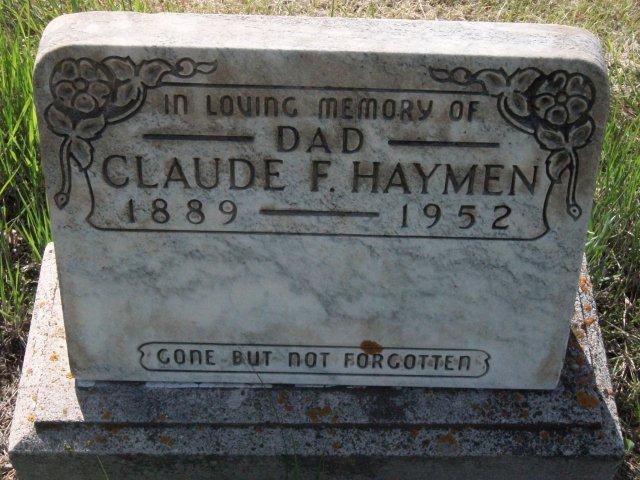 IN LOVING MEMORY OF
DAD
CLAUDE F. HAYMEN
1889 — 1952
GONE BUT NOT FORGOTTEN